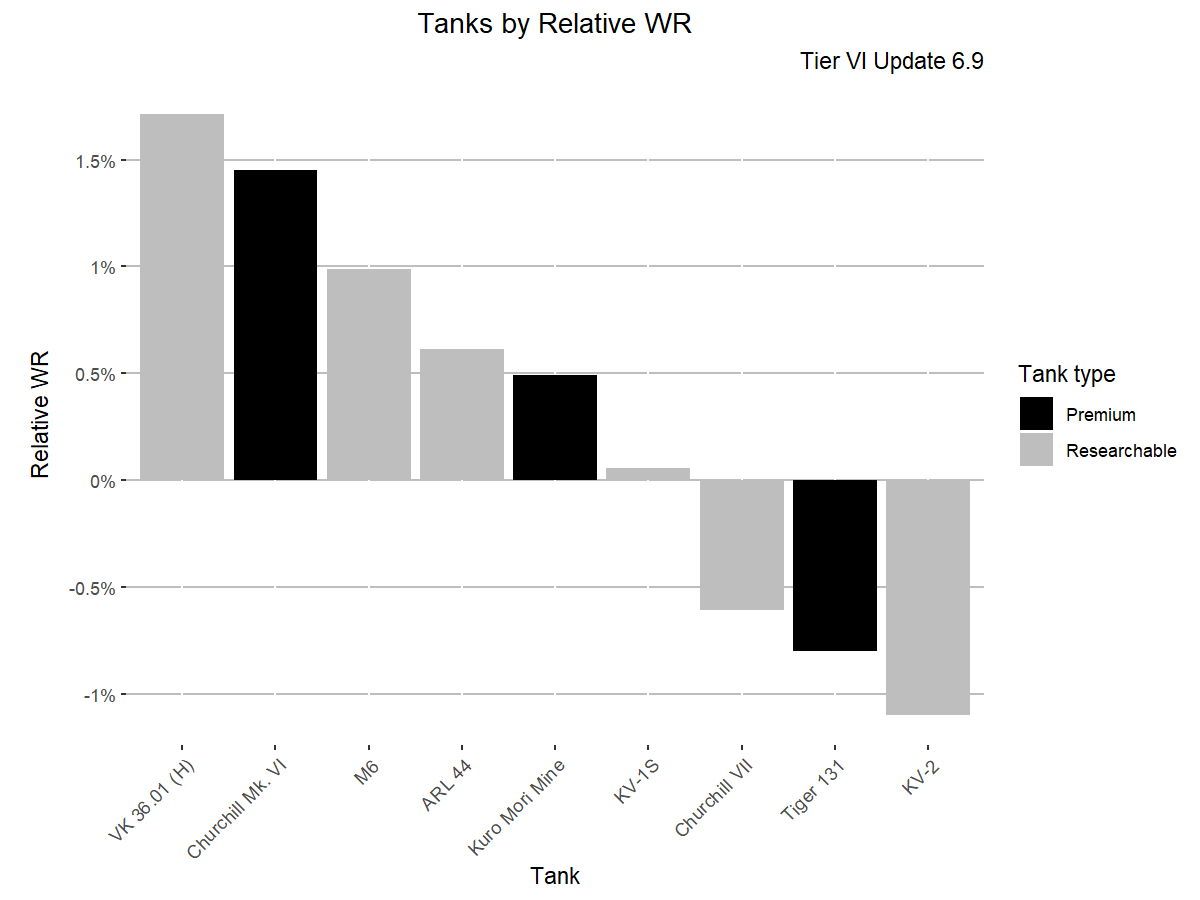 Tanks by Relative WR
Tier VI Update 6.9
Relative WR
1.5%
1%
0.5%
0%
-0.5%
-1%
VK 36.01 (H)
Churchill Mk. VI
M6
ARL 44
Kuro Mori Mine
KV-1S
Churchill VII
Tiger 131
KV-2
Tank
Tank type
Premium
Researchable